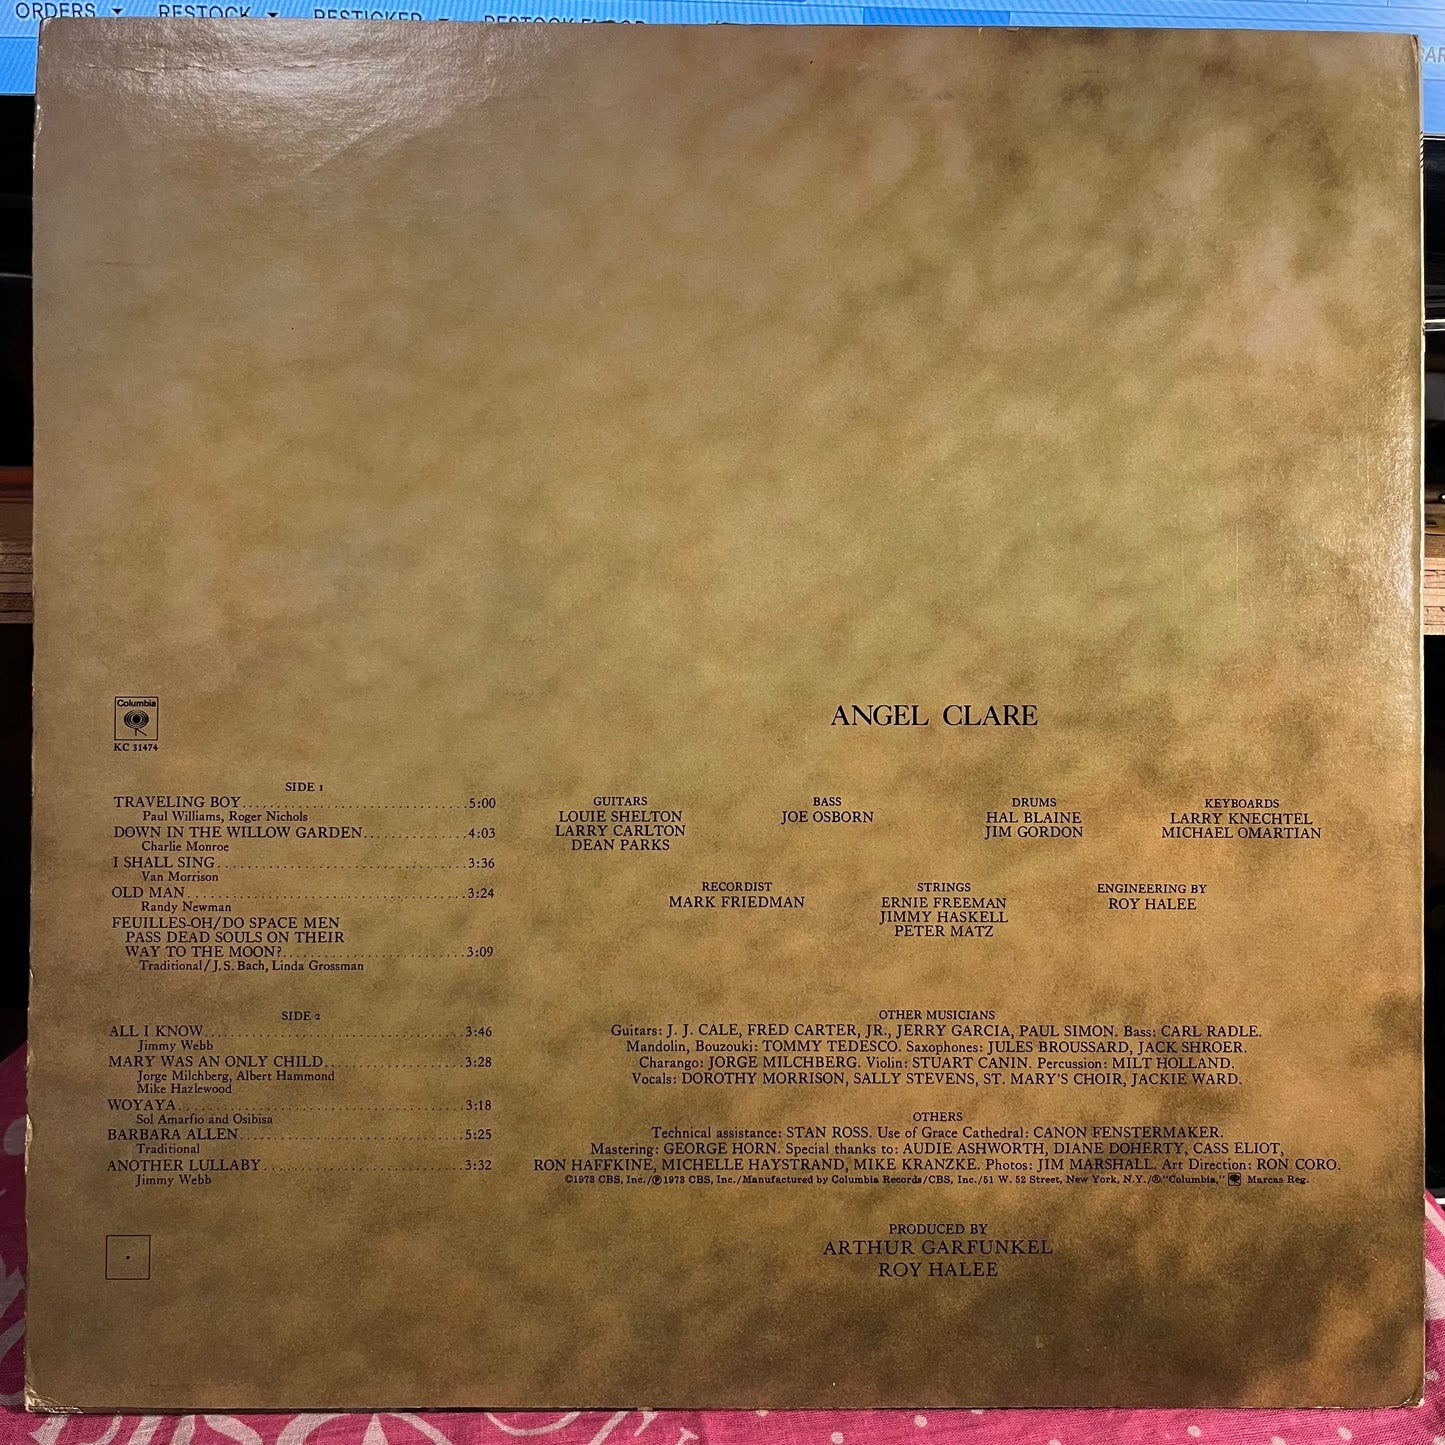 ORDERS
RESTOCK
RESTICKER
Columbia
KC 31474
ANGEL CLARE
SIDE 1
TRAVELING BOY................................5:00
Paul Williams, Roger Nichols
DOWN IN THE WILLOW GARDEN...............4:03
Charlie Monroe
I SHALL SING....................................3:36
Van Morrison
OLD MAN........................................3:24
Randy Newman
FEUILLES-OH/DO SPACE MEN
PASS DEAD SOULS ON THEIR
WAY TO THE MOON?..........................3:09
Traditional/J. S. Bach, Linda Grossman
SIDE 2
ALL I KNOW.....................................3:46
Jimmy Webb
MARY WAS AN ONLY CHILD....................3:28
Jorge Milchberg, Albert Hammond
Mike Hazlewood
WOYAYA.........................................3:18
Sol Amarfio and Osibisa
BARBARA ALLEN................................5:25
Traditional
ANOTHER LULLABY.............................3:32
Jimmy Webb
GUITARS
LOUIE SHELTON
LARRY CARLTON
DEAN PARKS
BASS
JOE OSBORN
DRUMS
HAL BLAINE
JIM GORDON
KEYBOARDS
LARRY KNECHTEL
MICHAEL OMARTIAN
RECORDIST
MARK FRIEDMAN
STRINGS
ERNIE FREEMAN
JIMMY HASKELL
PETER MATZ
ENGINEERING BY
ROY HALEE
OTHER MUSICIANS
Guitars: J. J. CALE, FRED CARTER, JR., JERRY GARCIA, PAUL SIMON. Bass: CARL RADLE.
Mandolin, Bouzouki: TOMMY TEDESCO. Saxophones: JULES BROUSSARD, JACK SHROER.
Charango: JORGE MILCHBERG. Violin: STUART CANIN. Percussion: MILT HOLLAND.
Vocals: DOROTHY MORRISON, SALLY STEVENS, ST. MARY'S CHOIR, JACKIE WARD.
OTHERS
Technical assistance: STAN ROSS. Use of Grace Cathedral: CANON FENSTERMAKER.
Mastering: GEORGE HORN. Special thanks to: AUDIE ASHWORTH, DIANE DOHERTY, CASS ELIOT,
RON HAFFKINE, MICHELLE HAYSTRAND, MIKE KRANZKE. Photos: JIM MARSHALL. Art Direction: RON CORO.
©1973 CBS, Inc./℗1973 CBS, Inc./Manufactured by Columbia Records/CBS, Inc./51 W. 52 Street, New York, N.Y./®"Columbia," Marcas Reg.
PRODUCED BY
ARTHUR GARFUNKEL
ROY HALEE